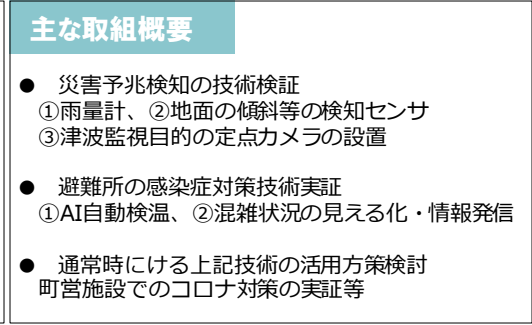 主な取組概要
● 災害予兆検知の技術検証
①雨量計、②地面の傾斜等の検知センサ
③津波監視目的の定点カメラの設置
● 避難所の感染症対策技術実証
①AI自動検温、②混雑状況の見える化・情報発信
● 通常時にける上記技術の活用方策検討
町営施設でのコロナ対策の実証等